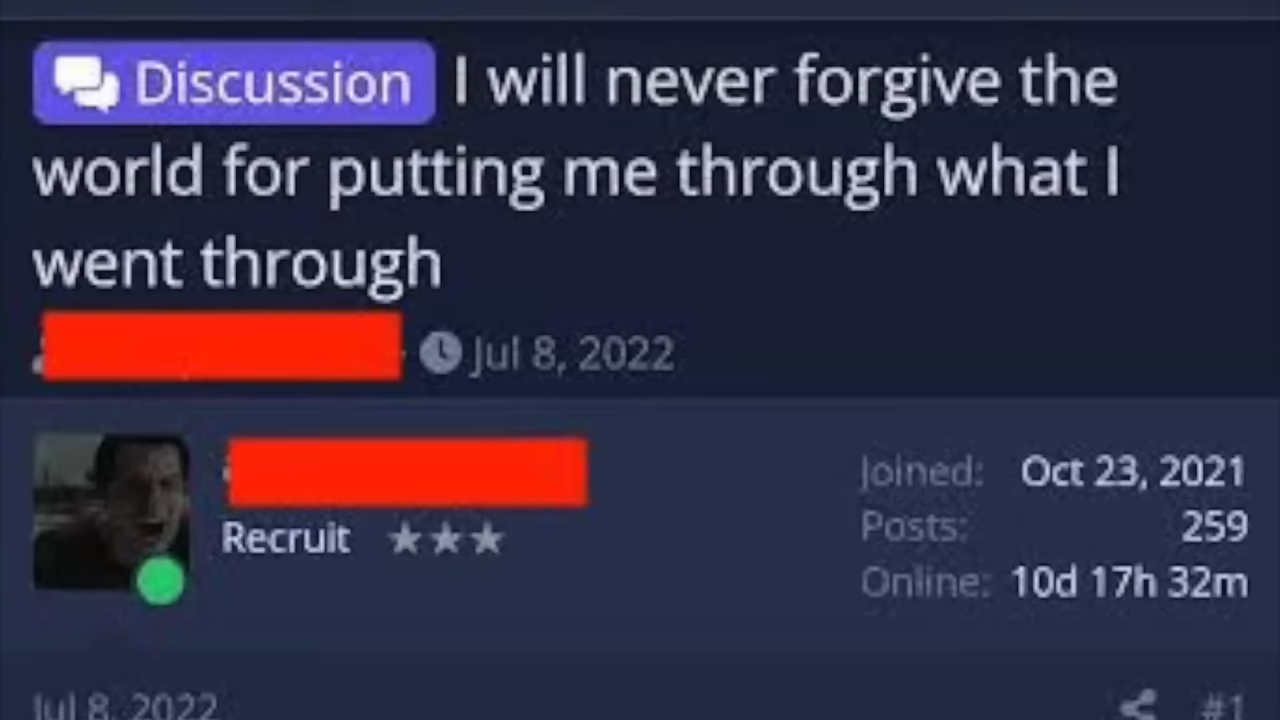 Discussion I will never forgive the
world for putting me through what I
went through
Jul 8, 2022
Joined: Oct 23, 2021
Recruit
Posts: 259
Online: 10d 17h 32m
Jul 8, 2022 #1